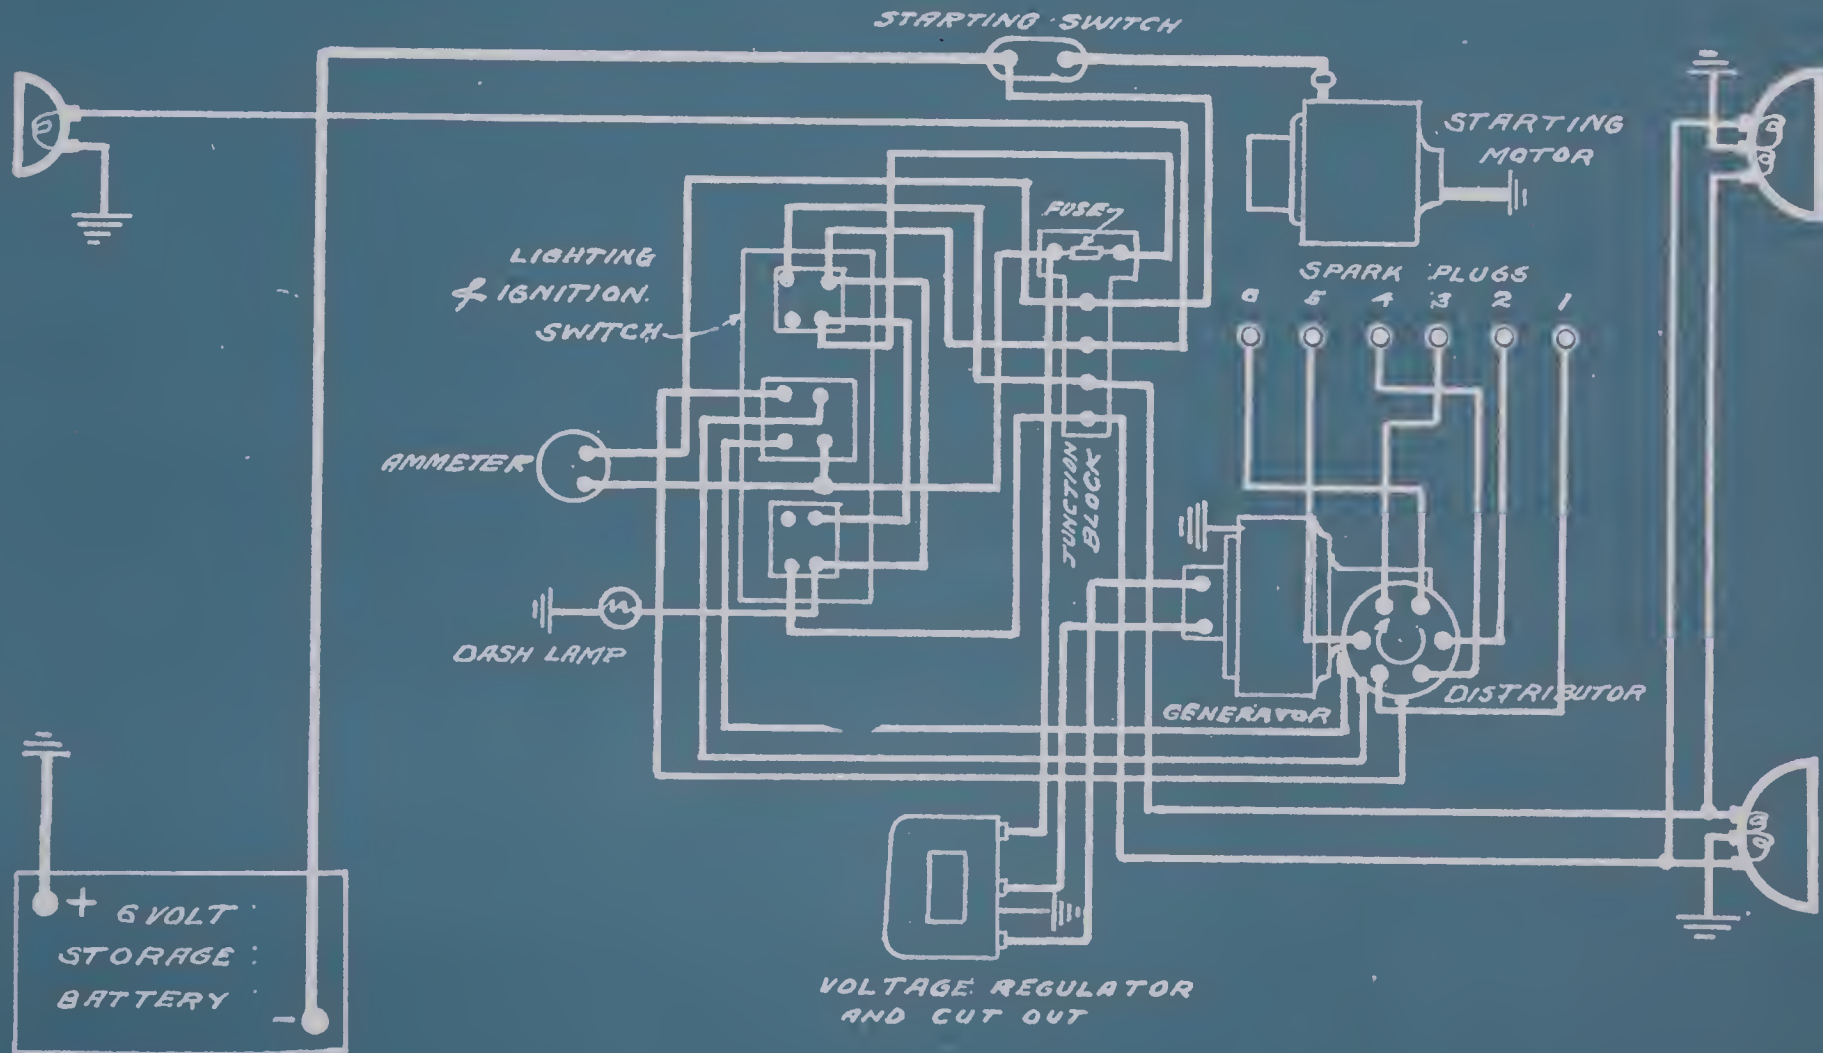 STARTING SWITCH
STARTING
MOTOR
FUSE
LIGHTING
& IGNITION.
SWITCH
SPARK PLUGS
6 5 4 3 2 1
AMMETER
JUNCTION
BLOCK
DASH LAMP
GENERATOR
DISTRIBUTOR
+ 6 VOLT
STORAGE
BATTERY
-
VOLTAGE REGULATOR
AND CUT OUT